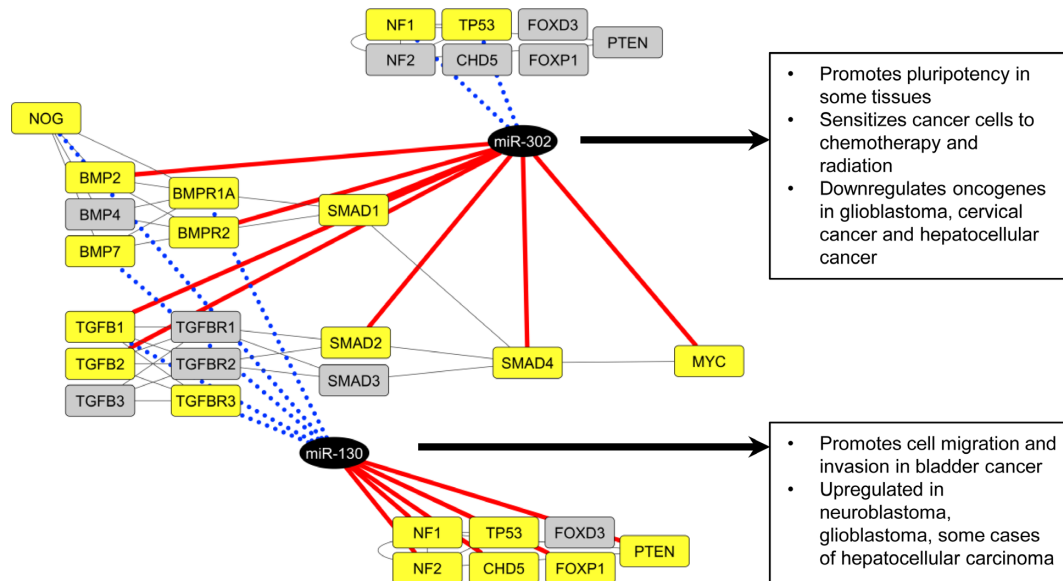 NF1
TP53
FOXD3
PTEN
NF2
CHD5
FOXP1
miR-302
• Promotes pluripotency in
some tissues
• Sensitizes cancer cells to
chemotherapy and
radiation
• Downregulates oncogenes
in glioblastoma, cervical
cancer and hepatocellular
cancer
NOG
BMP2
BMPR1A
BMP4
BMPR2
BMP7
SMAD1
TGFB1
TGFBR1
SMAD2
TGFB2
TGFBR2
SMAD3
TGFB3
TGFBR3
SMAD4
MYC
miR-130
• Promotes cell migration and
invasion in bladder cancer
• Upregulated in
neuroblastoma,
glioblastoma, some cases
of hepatocellular carcinoma
NF1
TP53
FOXD3
PTEN
NF2
CHD5
FOXP1